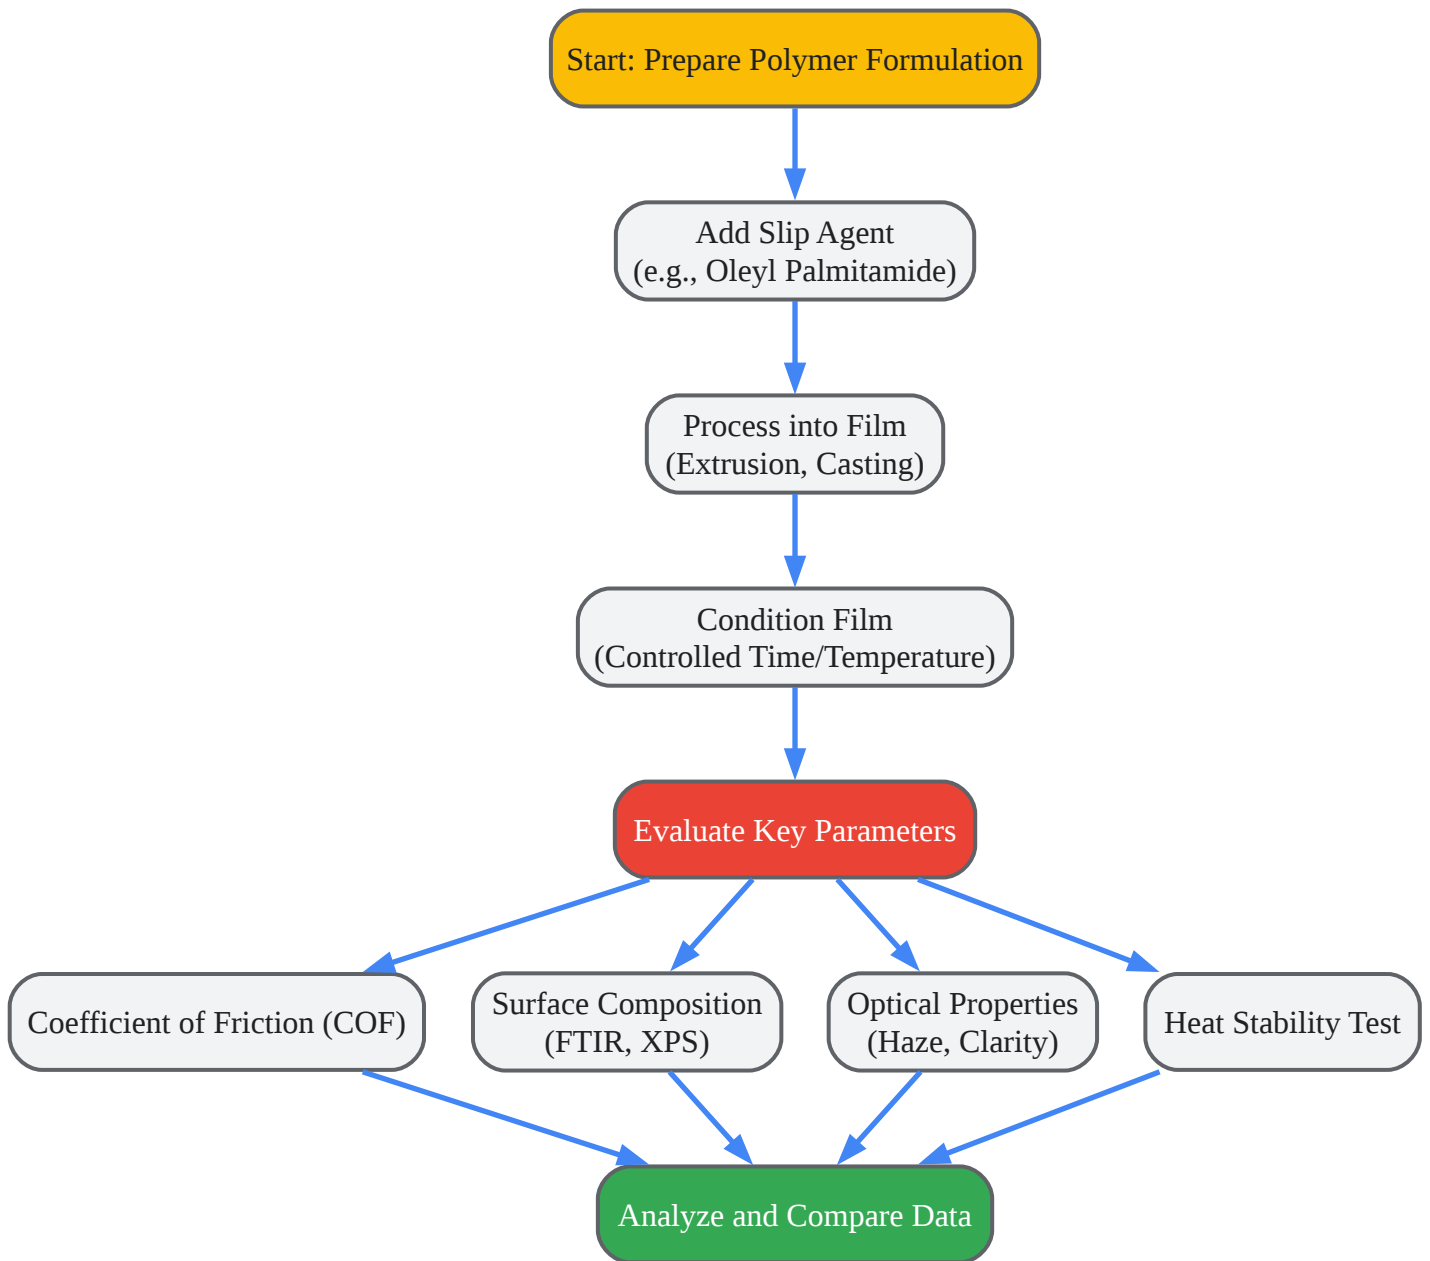 Start: Prepare Polymer Formulation
Add Slip Agent
(e.g., Oleyl Palmitamide)
Process into Film
(Extrusion, Casting)
Condition Film
(Controlled Time/Temperature)
Evaluate Key Parameters
Coefficient of Friction (COF)
Surface Composition
(FTIR, XPS)
Optical Properties
(Haze, Clarity)
Heat Stability Test
Analyze and Compare Data